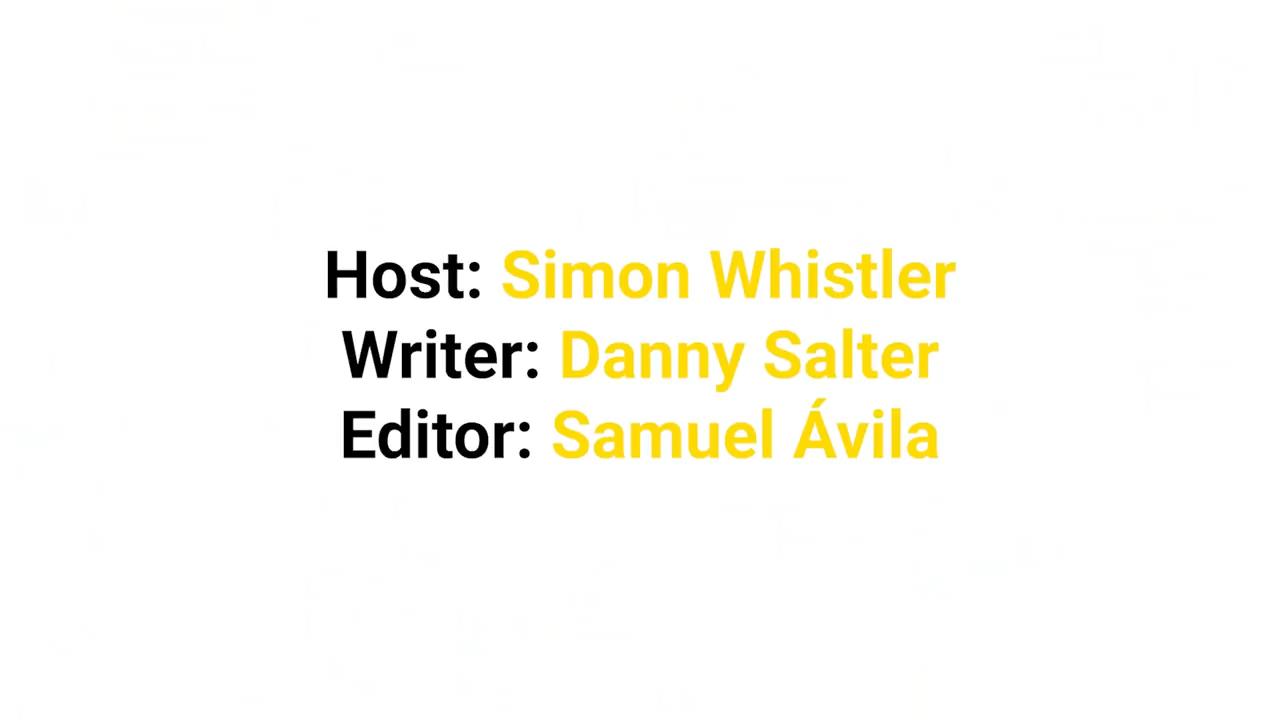 Host: Simon Whistler
Writer: Danny Salter
Editor: Samuel Ávila